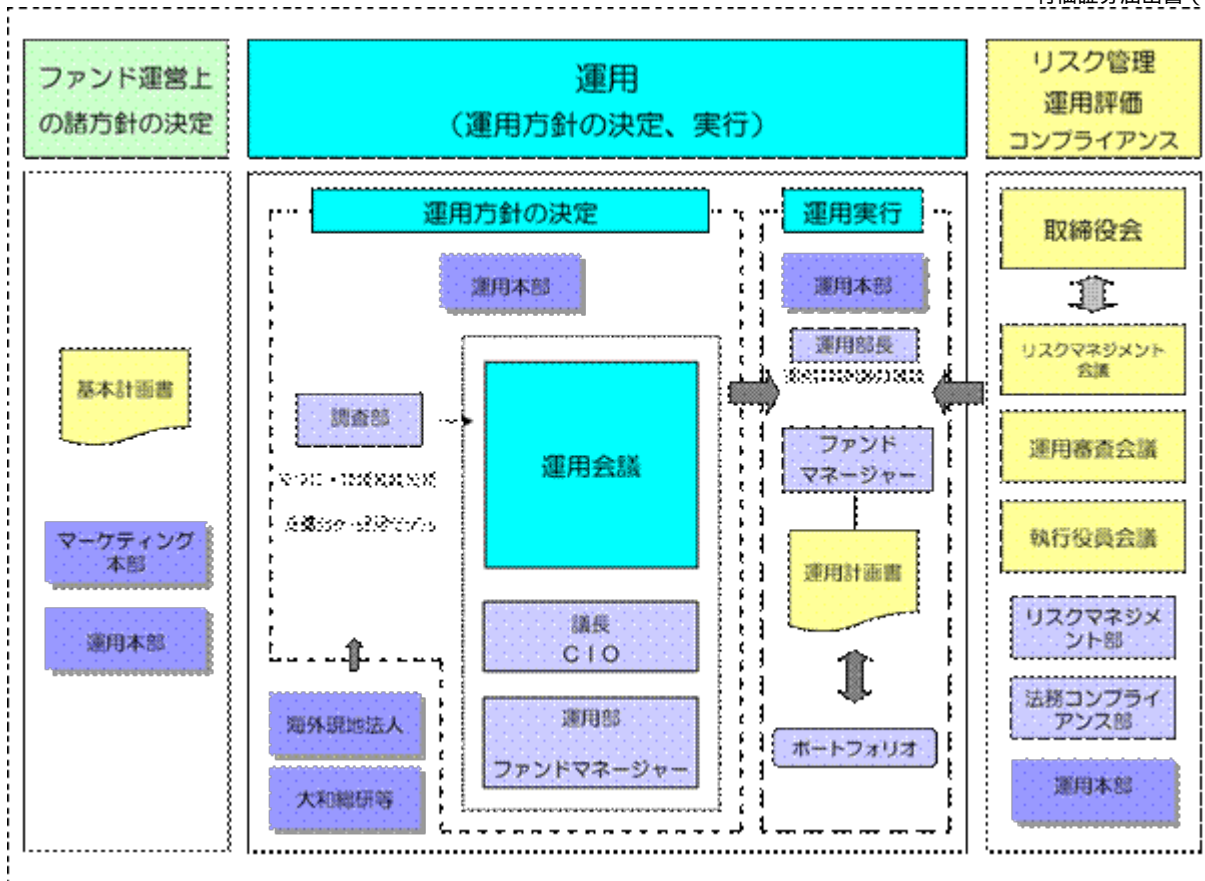 ファンド運営上
の諸方針の決定
運用
（運用方針の決定、実行）
リスク管理
運用評価
コンプライアンス
基本計画書
マーケティング
本部
運用本部
運用方針の決定
運用本部
調査部
運用会議
議長
ＣＩＯ
運用部
ファンドマネージャー
海外現地法人
大和総研等
運用実行
運用本部
運用部長
ファンド
マネージャー
運用計画書
ポートフォリオ
取締役会
リスクマネジメント
会議
運用審査会議
執行役員会議
リスクマネジメ
ント部
法務コンプライ
アンス部
運用本部